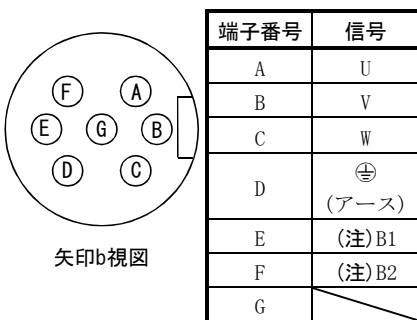 F A
E G B
D C
矢印b視図
端子番号 信号
A U
B V
C W
D (アース)
E (注)B1
F (注)B2
G